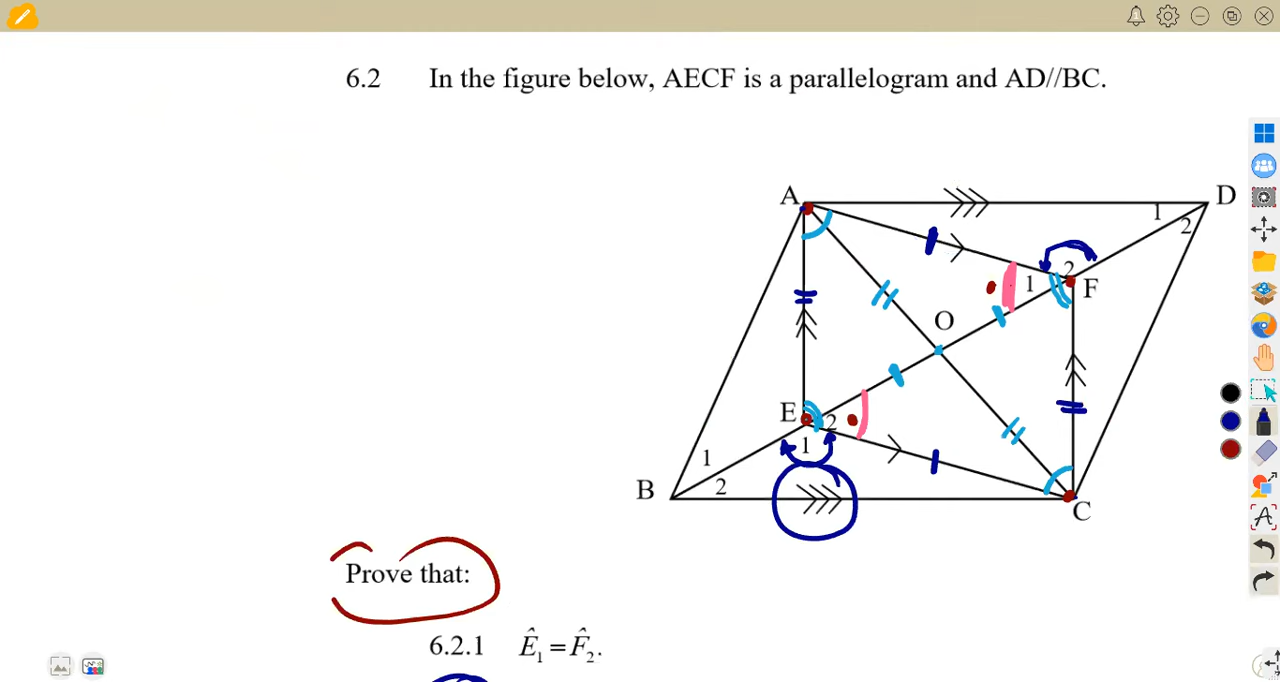 6.2 In the figure below, AECF is a parallelogram and AD//BC.
A D
1 2
2
1 F
O
E 2
1
1
B 2
C
Prove that:
6.2.1 Ê₁ = F̂₂.